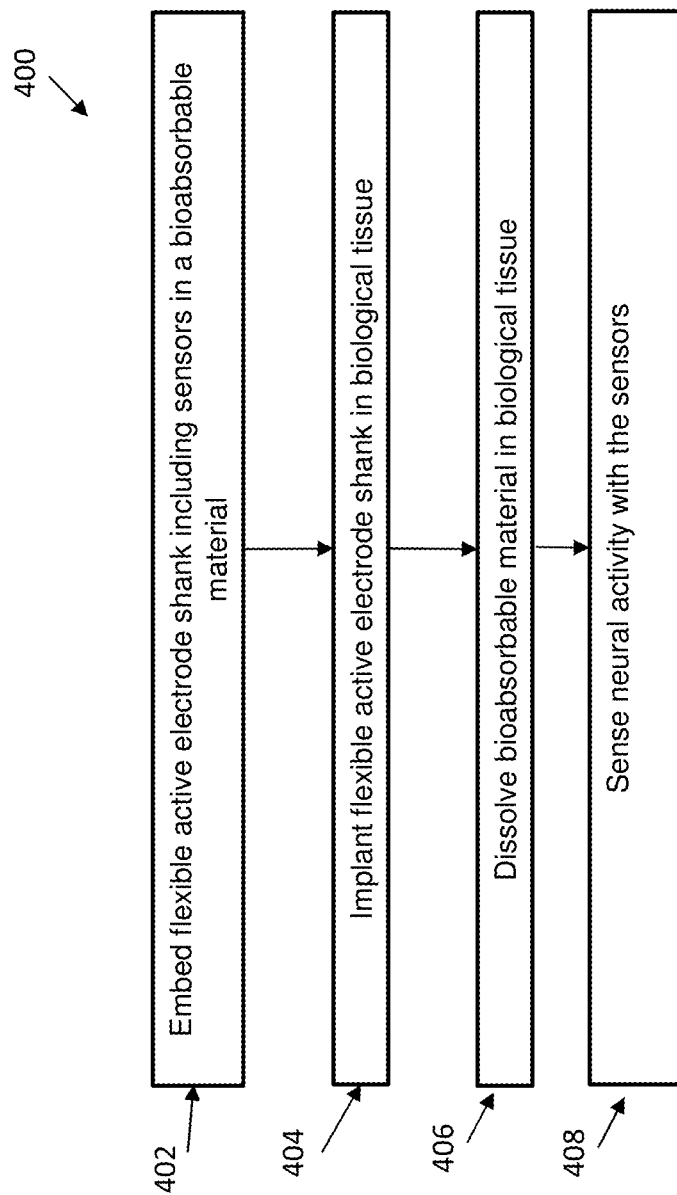 400
402
Embed flexible active electrode shank including sensors in a bioabsorbable
material
404
Implant flexible active electrode shank in biological tissue
406
Dissolve bioabsorbable material in biological tissue
408
Sense neural activity with the sensors